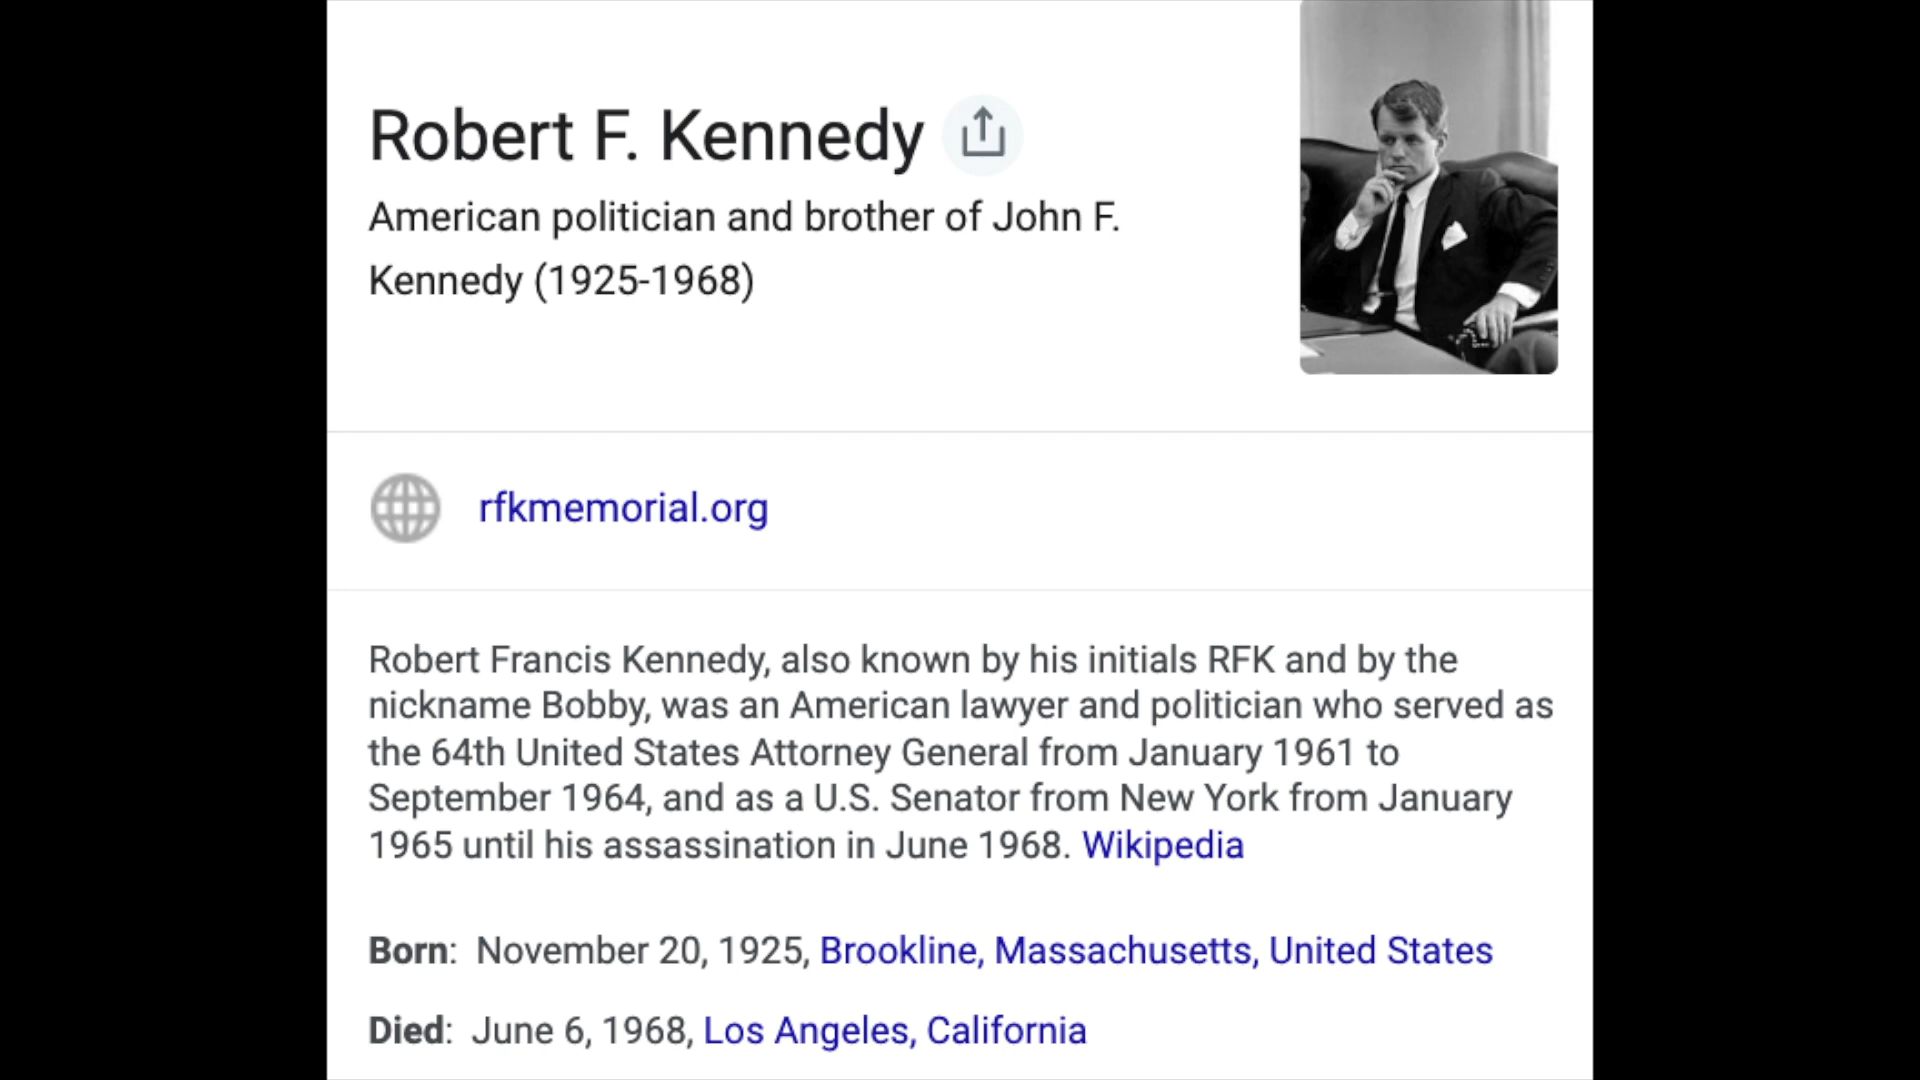 Robert F. Kennedy
American politician and brother of John F.
Kennedy (1925-1968)
rfkmemorial.org
Robert Francis Kennedy, also known by his initials RFK and by the
nickname Bobby, was an American lawyer and politician who served as
the 64th United States Attorney General from January 1961 to
September 1964, and as a U.S. Senator from New York from January
1965 until his assassination in June 1968. Wikipedia
Born: November 20, 1925, Brookline, Massachusetts, United States
Died: June 6, 1968, Los Angeles, California